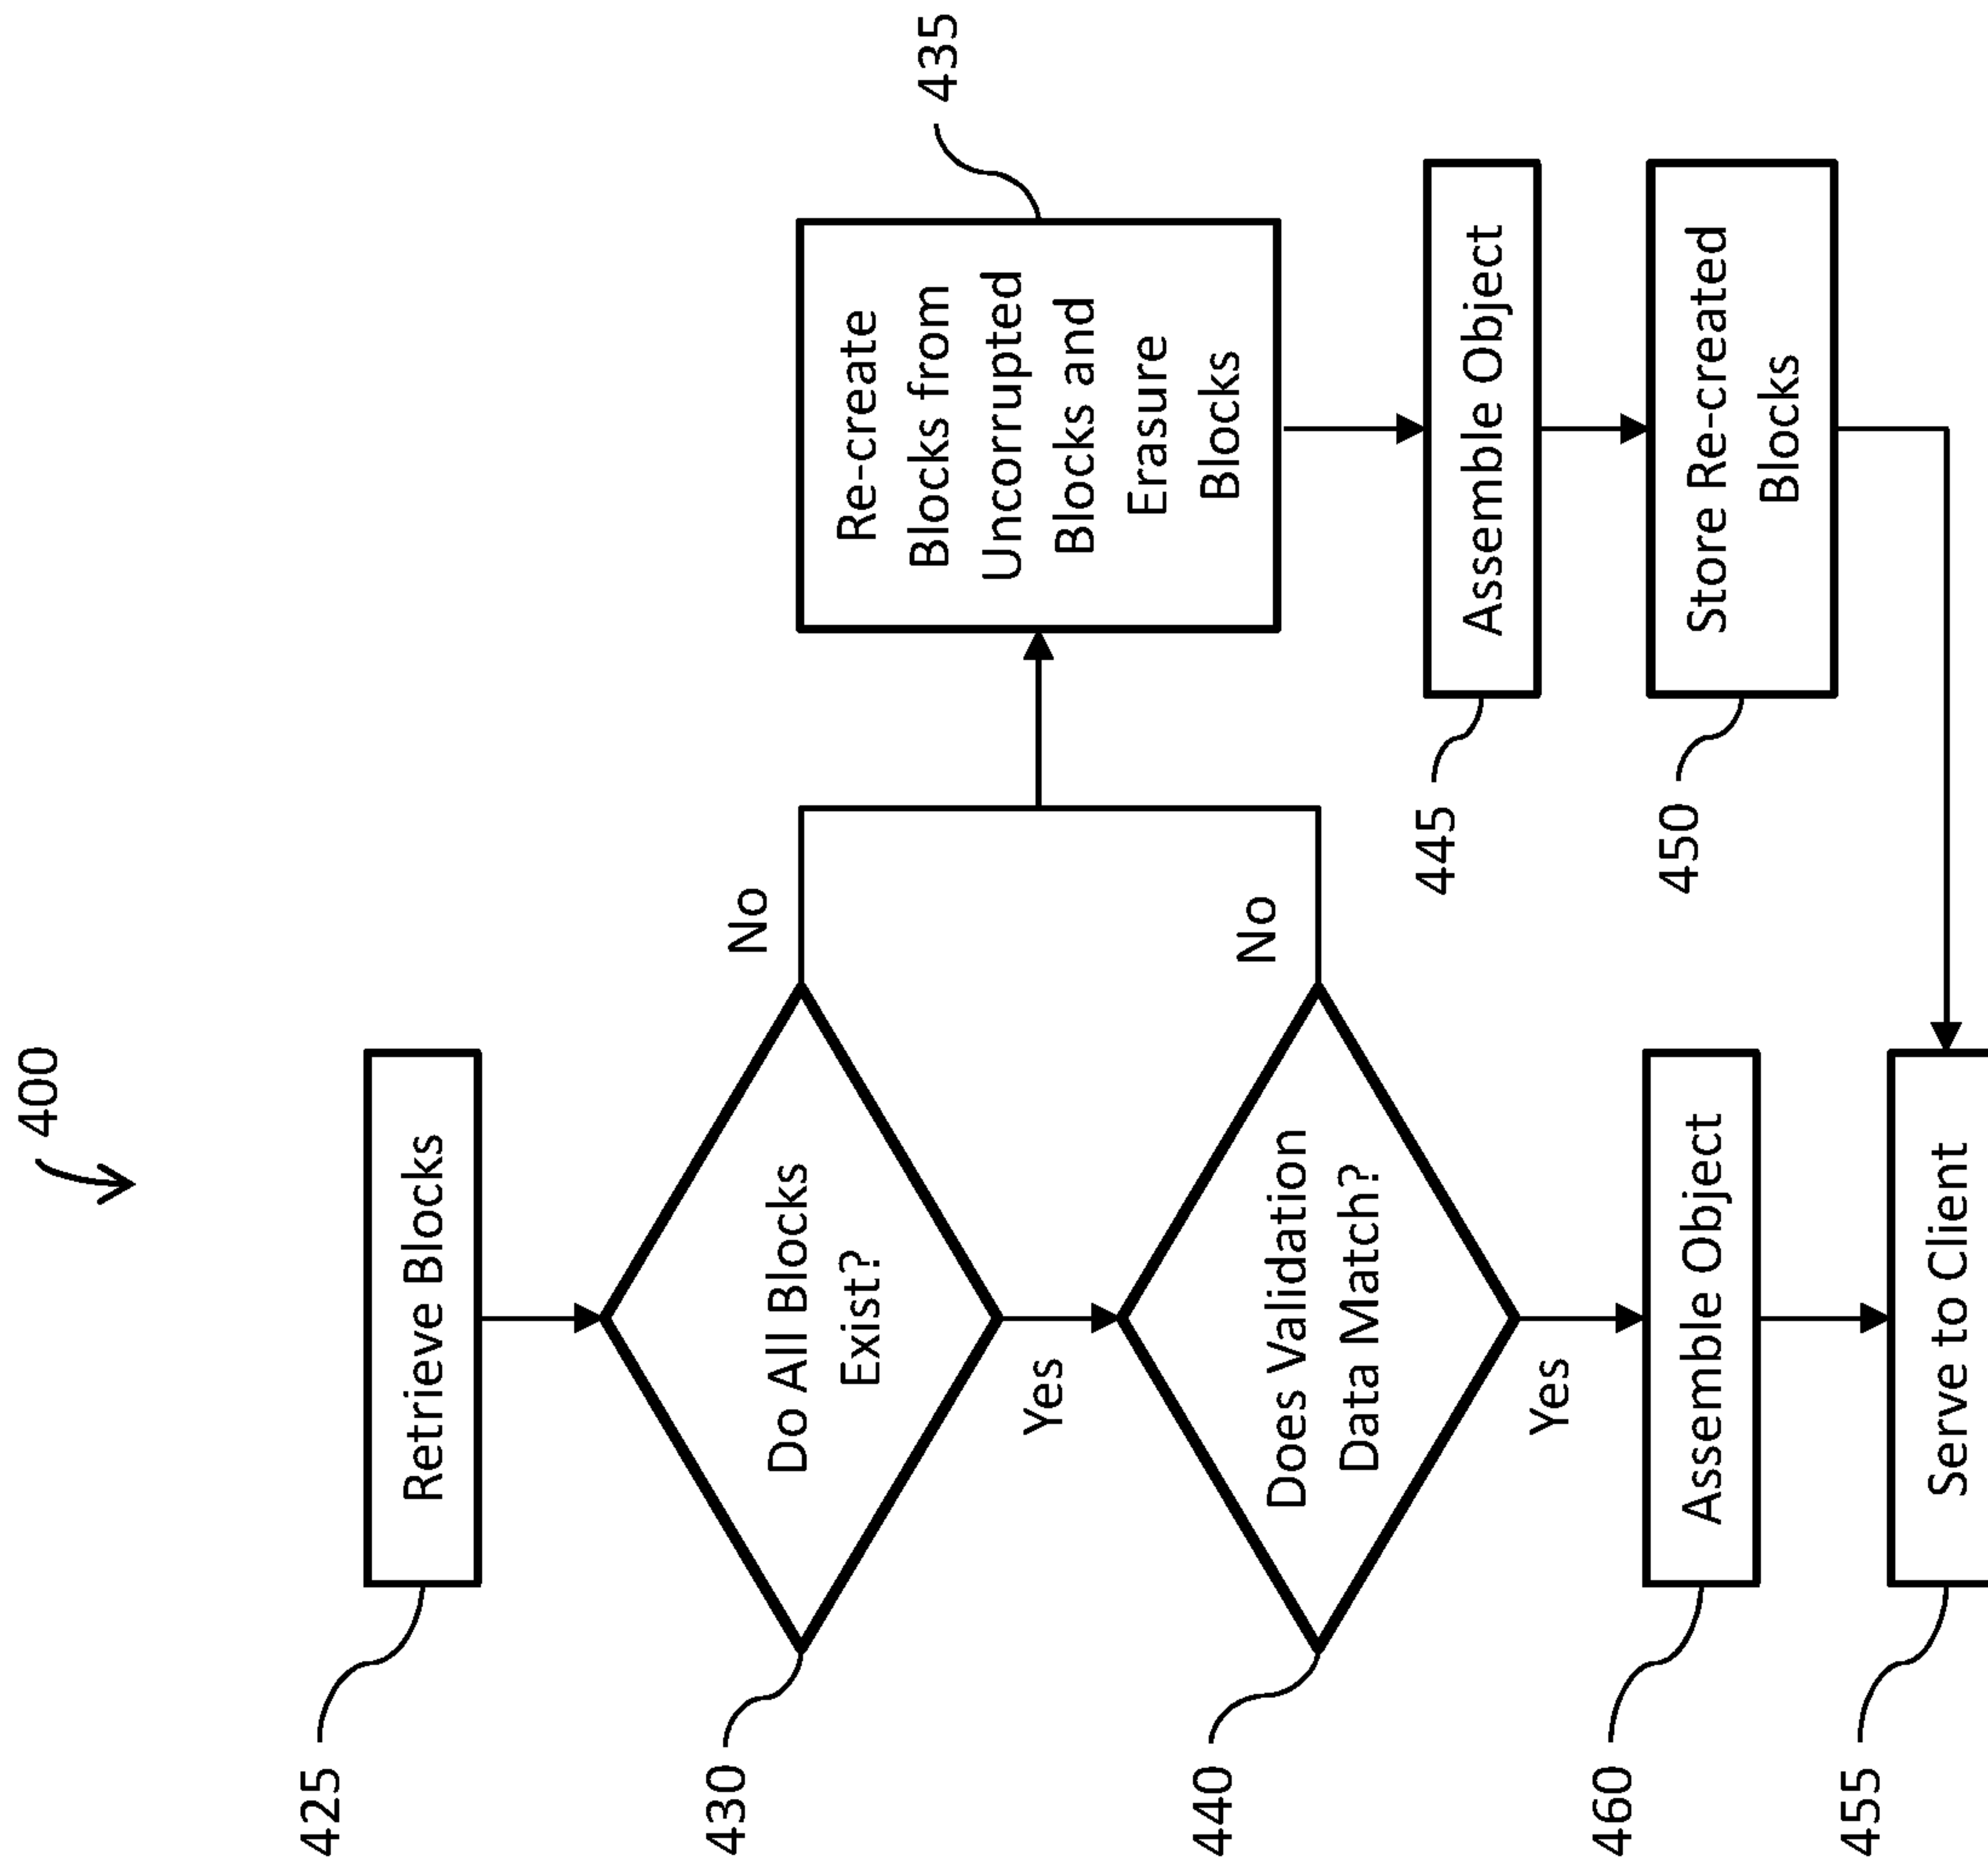 400
425
Retrieve Blocks
430
Do All Blocks
Exist?
No
Yes
435
Re-create
Blocks from
Uncorrupted
Blocks and
Erasure
Blocks
440
Does Validation
Data Match?
No
Yes
445
Assemble Object
450
Store Re-created
Blocks
460
Assemble Object
455
Serve to Client